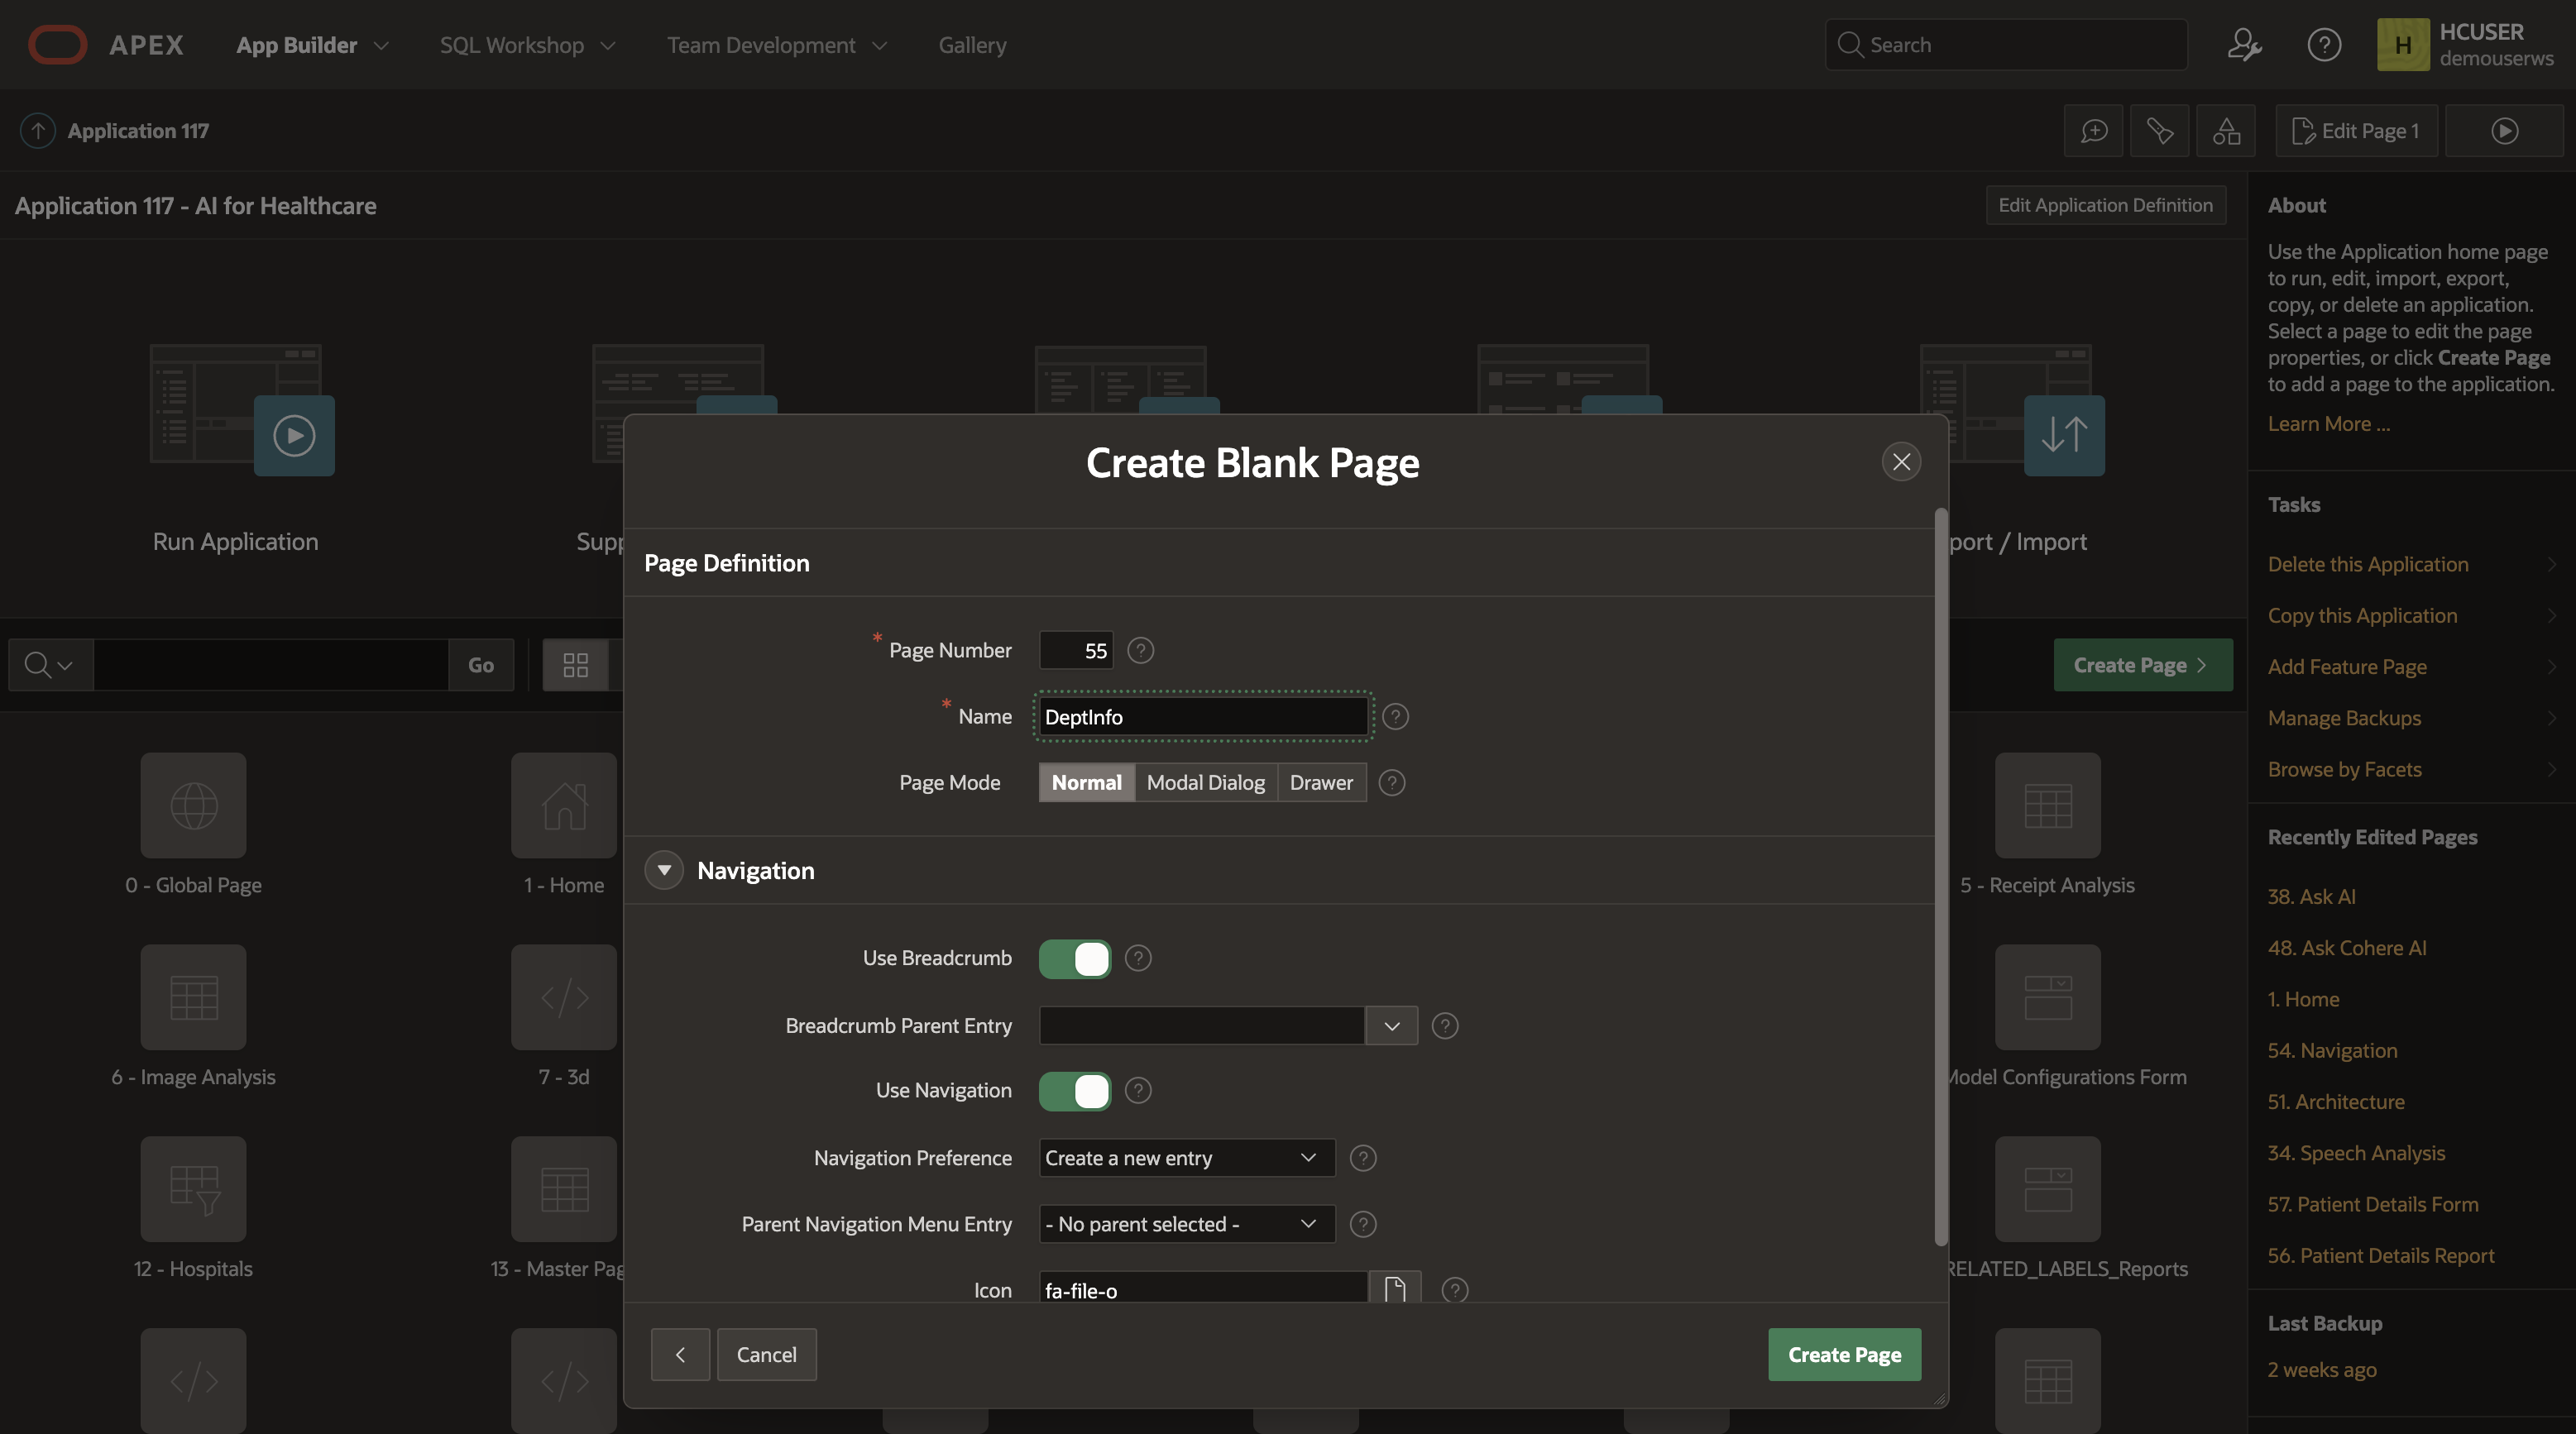 APEX
App Builder
SQL Workshop
Team Development
Gallery
Search
H
HCUSER
demouserws
Application 117
Edit Page 1
Application 117 - AI for Healthcare
Edit Application Definition
About
Use the Application home page
to run, edit, import, export,
copy, or delete an application.
Select a page to edit the page
properties, or click Create Page
to add a page to the application.
Learn More ...
Run Application
Supp
port / Import
Create Blank Page
Page Definition
* Page Number 55
* Name DeptInfo
Page Mode Normal Modal Dialog Drawer
Navigation
Use Breadcrumb
Breadcrumb Parent Entry
Use Navigation
Navigation Preference Create a new entry
Parent Navigation Menu Entry - No parent selected -
Icon fa-file-o
Cancel
Create Page
Go
Create Page
0 - Global Page
1 - Home
5 - Receipt Analysis
6 - Image Analysis
7 - 3d
Model Configurations Form
12 - Hospitals
13 - Master Pag
RELATED_LABELS_Reports
Tasks
Delete this Application
Copy this Application
Add Feature Page
Manage Backups
Browse by Facets
Recently Edited Pages
38. Ask AI
48. Ask Cohere AI
1. Home
54. Navigation
51. Architecture
34. Speech Analysis
57. Patient Details Form
56. Patient Details Report
Last Backup
2 weeks ago